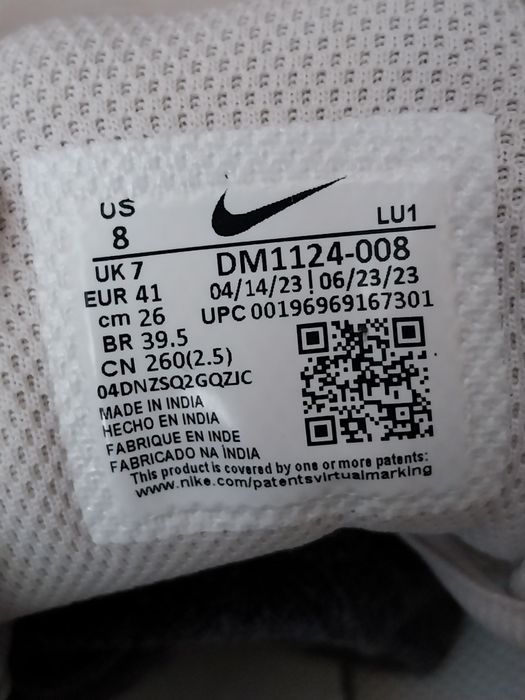 US
8
LU1
UK 7
DM1124-008
EUR 41
04/14/23 | 06/23/23
cm 26
UPC 00196969167301
BR 39.5
CN 260(2.5)
04DNZSQ2GQZJC
MADE IN INDIA
HECHO EN INDIA
FABRIQUE EN INDE
FABRICADO NA ÍNDIA
This product is covered by one or more patents:
www.nike.com/patentsvirtualmarking